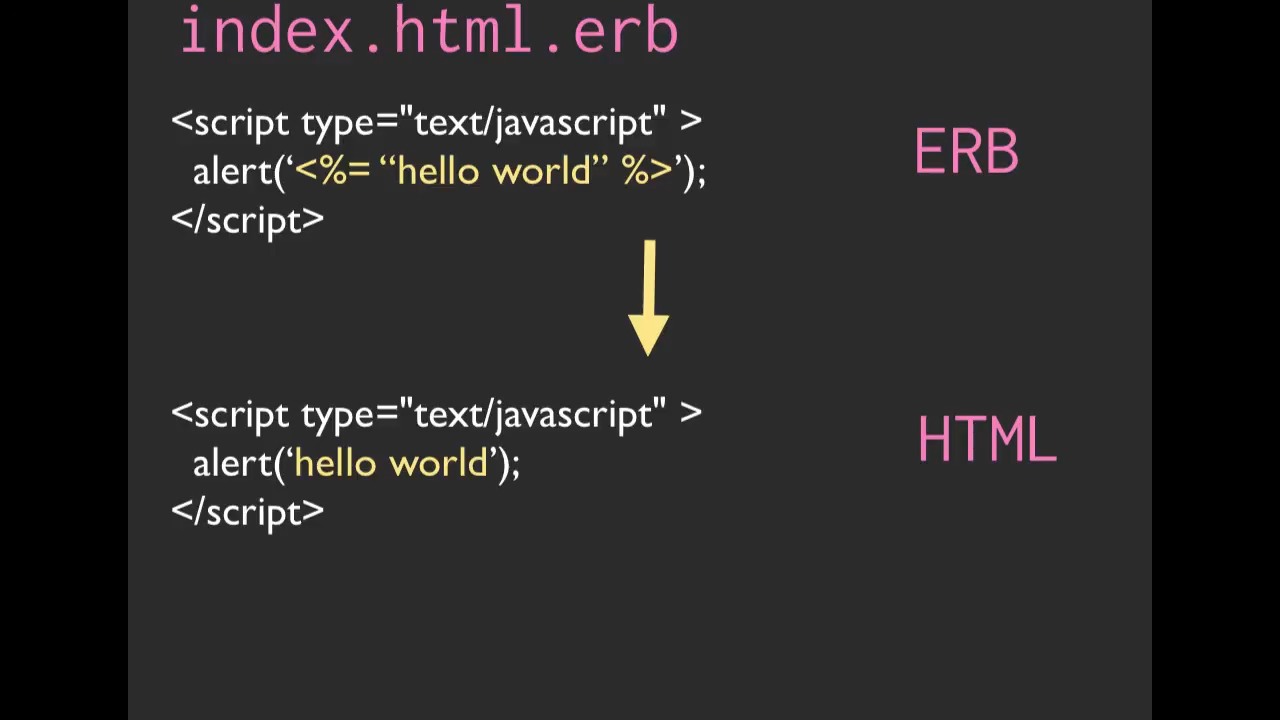 index.html.erb
<script type="text/javascript" >
alert(‘<%= “hello world” %>’);
</script>
ERB
<script type="text/javascript" >
alert(‘hello world’);
</script>
HTML